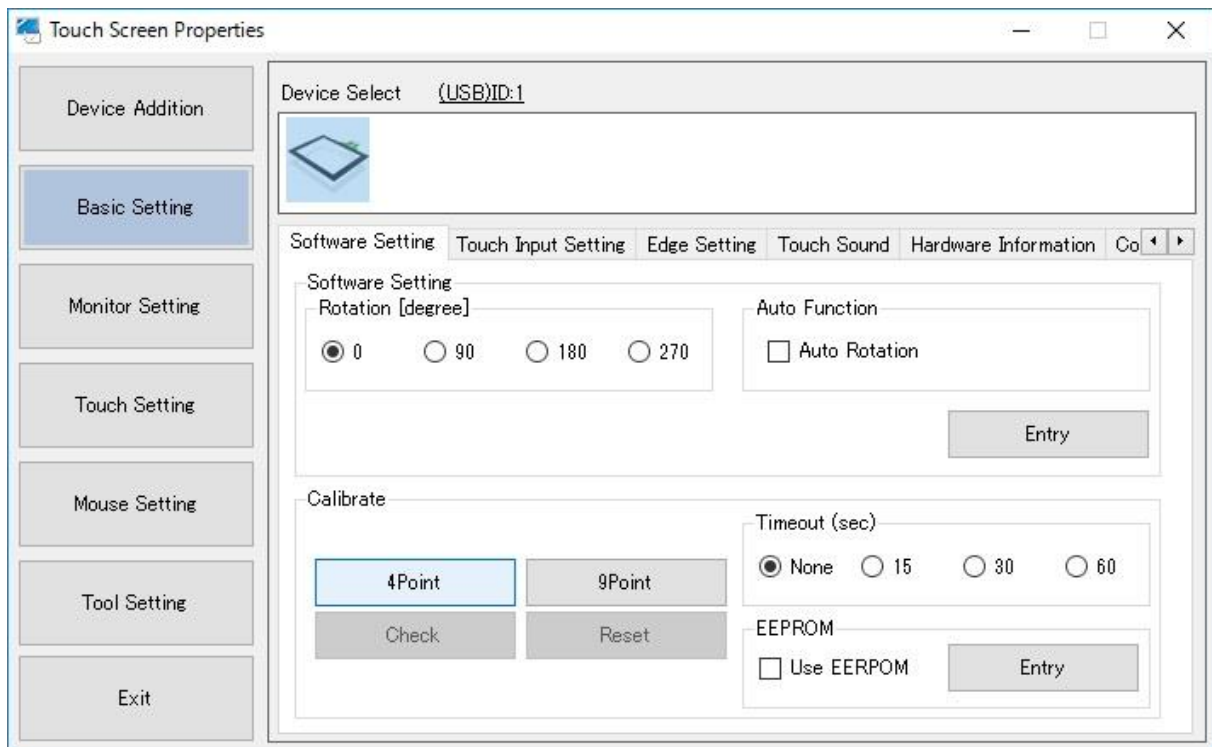 Touch Screen Properties
Device Addition
Basic Setting
Monitor Setting
Touch Setting
Mouse Setting
Tool Setting
Exit
Device Select (USB)ID:1
Software Setting Touch Input Setting Edge Setting Touch Sound Hardware Information Co
Software Setting
Rotation [degree]
0 90 180 270
Auto Function
Auto Rotation
Entry
Calibrate
4Point 9Point
Check Reset
Timeout (sec)
None 15 30 60
EEPROM
Use EERPOM Entry